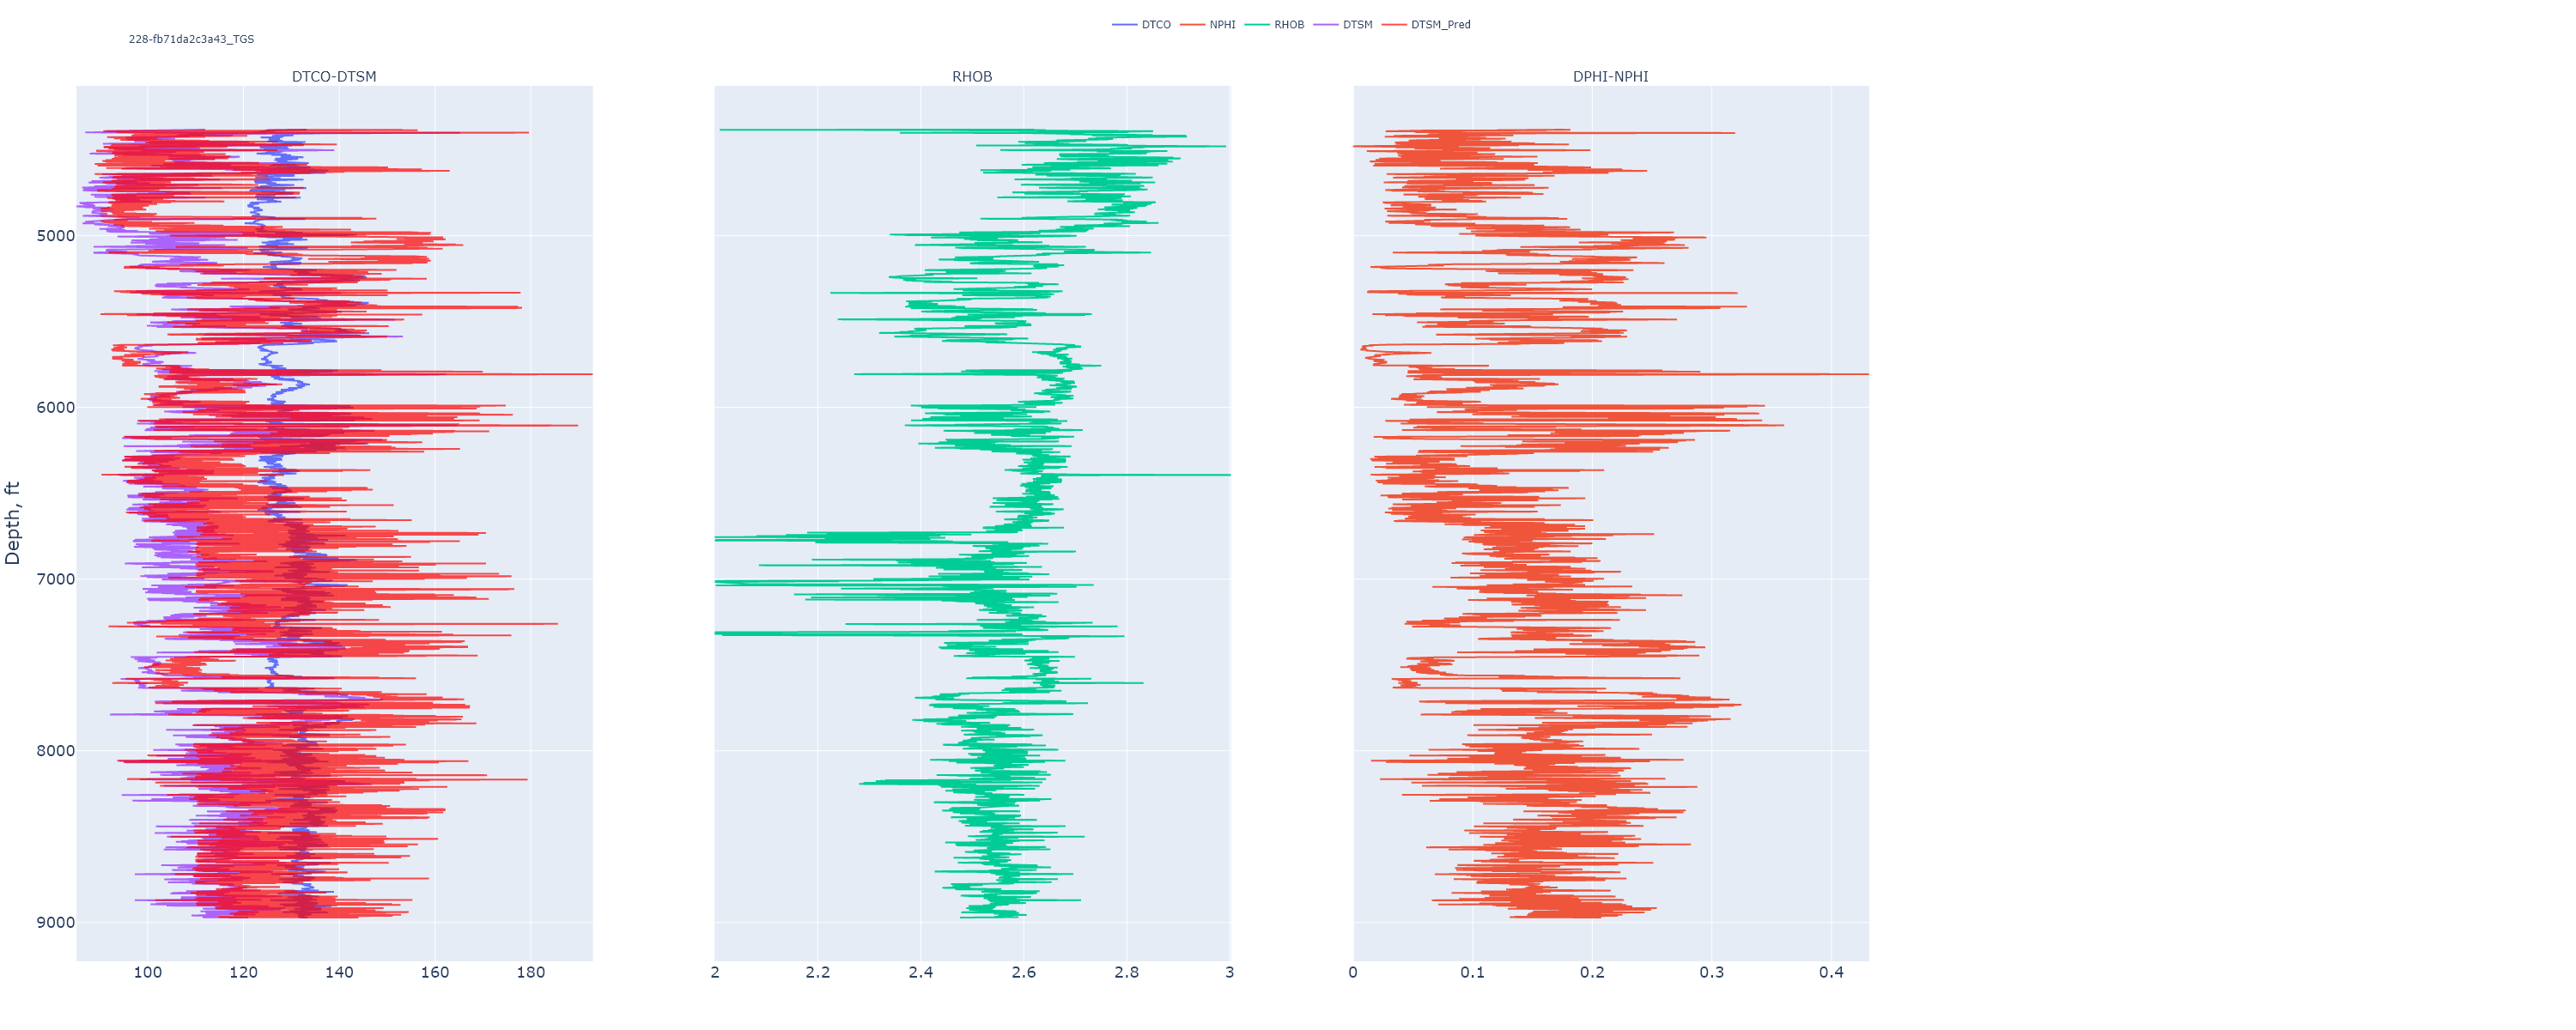 DTCO NPHI RHOB DTSM DTSM_Pred
228-fb71da2c3a43_TGS
DTCO-DTSM RHOB DPHI-NPHI
Depth, ft
5000
6000
7000
8000
9000
100 120 140 160 180
2 2.2 2.4 2.6 2.8 3
0 0.1 0.2 0.3 0.4